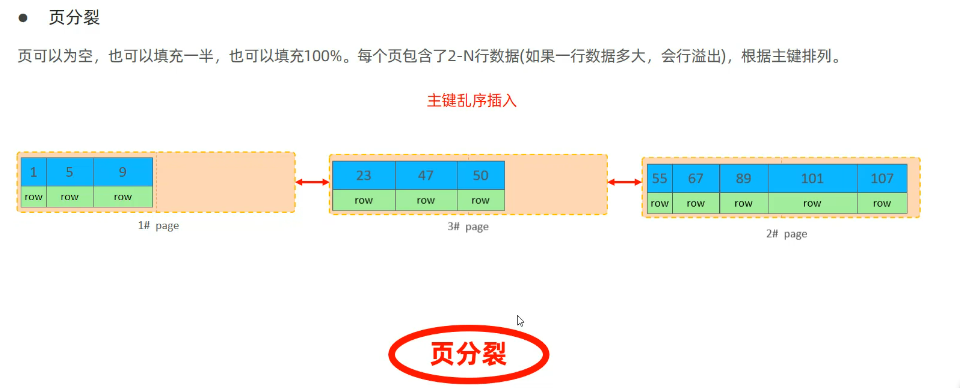 ● 页分裂
页可以为空，也可以填充一半，也可以填充100%。每个页包含了2-N行数据(如果一行数据多大，会行溢出)，根据主键排列。
主键乱序插入
1 5 9
row row row
1# page
23 47 50
row row row
3# page
55 67 89 101 107
row row row row row
2# page
页分裂